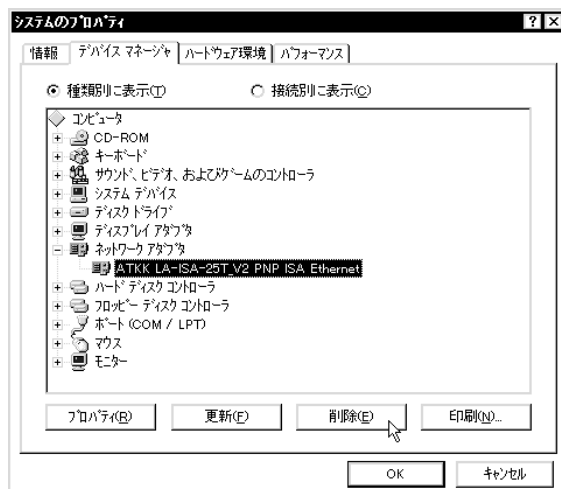 システムのプロパティ
情報 デバイス マネージャ ハードウェア環境 パフォーマンス
種類別に表示(T) 接続別に表示(C)
コンピュータ
CD-ROM
キーボード
サウンド、ビデオ、およびゲームのコントローラ
システム デバイス
ディスク ドライブ
ディスプレイ アダプタ
ネットワーク アダプタ
ATKK LA-ISA-25T_V2 PNP ISA Ethernet
ハード ディスク コントローラ
フロッピー ディスク コントローラ
ポート (COM / LPT)
マウス
モニター
プロパティ(R) 更新(F) 削除(E) 印刷(N)...
OK キャンセル